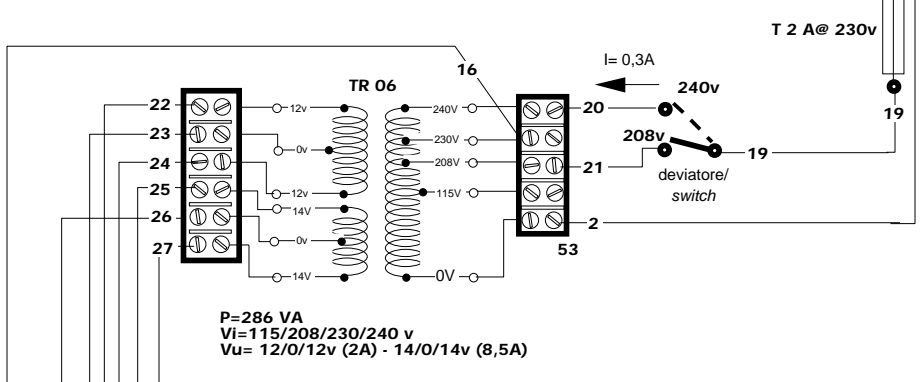 T 2 A@ 230v
I= 0,3A
16
TR 06
240v
22
12v
240V
20
19
23
0v
230V
208v
24
208V
21
19
25
12v
115V
deviatore/
switch
14V
26
0v
2
27
53
14V
0V
P=286 VA
Vi=115/208/230/240 v
Vu= 12/0/12v (2A) - 14/0/14v (8,5A)